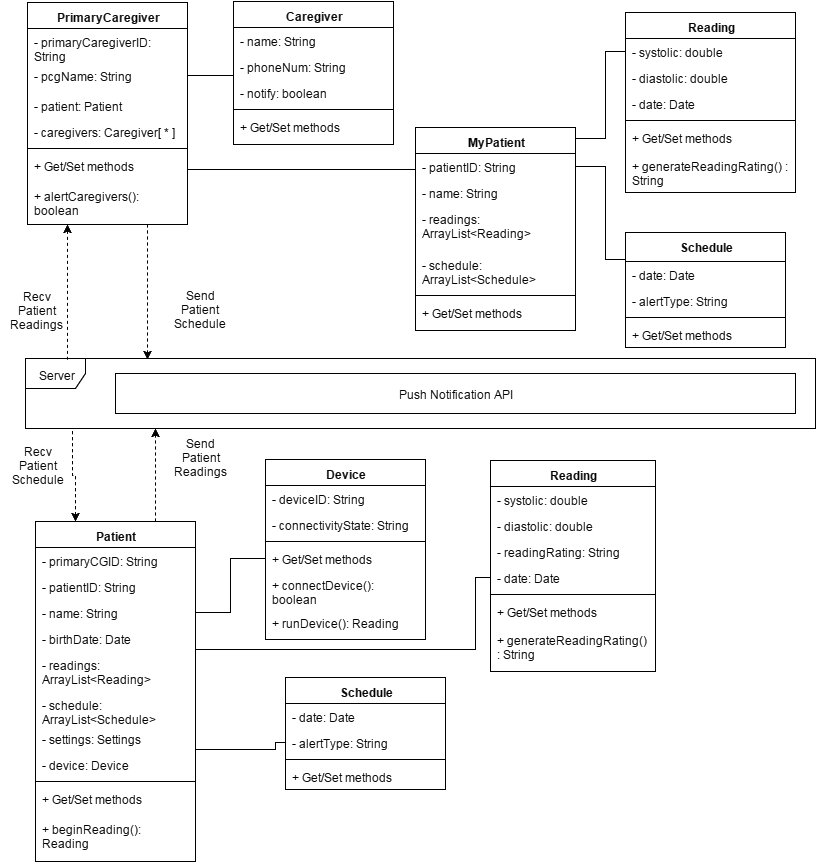 PrimaryCaregiver
- primaryCaregiverID:
String
- pcgName: String
- patient: Patient
- caregivers: Caregiver[ * ]
+ Get/Set methods
+ alertCaregivers():
boolean
Caregiver
- name: String
- phoneNum: String
- notify: boolean
+ Get/Set methods
MyPatient
- patientID: String
- name: String
- readings:
ArrayList<Reading>
- schedule:
ArrayList<Schedule>
+ Get/Set methods
Reading
- systolic: double
- diastolic: double
- date: Date
+ Get/Set methods
+ generateReadingRating() :
String
Schedule
- date: Date
- alertType: String
+ Get/Set methods
Recv
Patient
Readings
Send
Patient
Schedule
Server
Push Notification API
Recv
Patient
Schedule
Send
Patient
Readings
Patient
- primaryCGID: String
- patientID: String
- name: String
- birthDate: Date
- readings:
ArrayList<Reading>
- schedule:
ArrayList<Schedule>
- settings: Settings
- device: Device
+ Get/Set methods
+ beginReading():
Reading
Device
- deviceID: String
- connectivityState: String
+ Get/Set methods
+ connectDevice():
boolean
+ runDevice(): Reading
Reading
- systolic: double
- diastolic: double
- readingRating: String
- date: Date
+ Get/Set methods
+ generateReadingRating()
: String
Schedule
- date: Date
- alertType: String
+ Get/Set methods